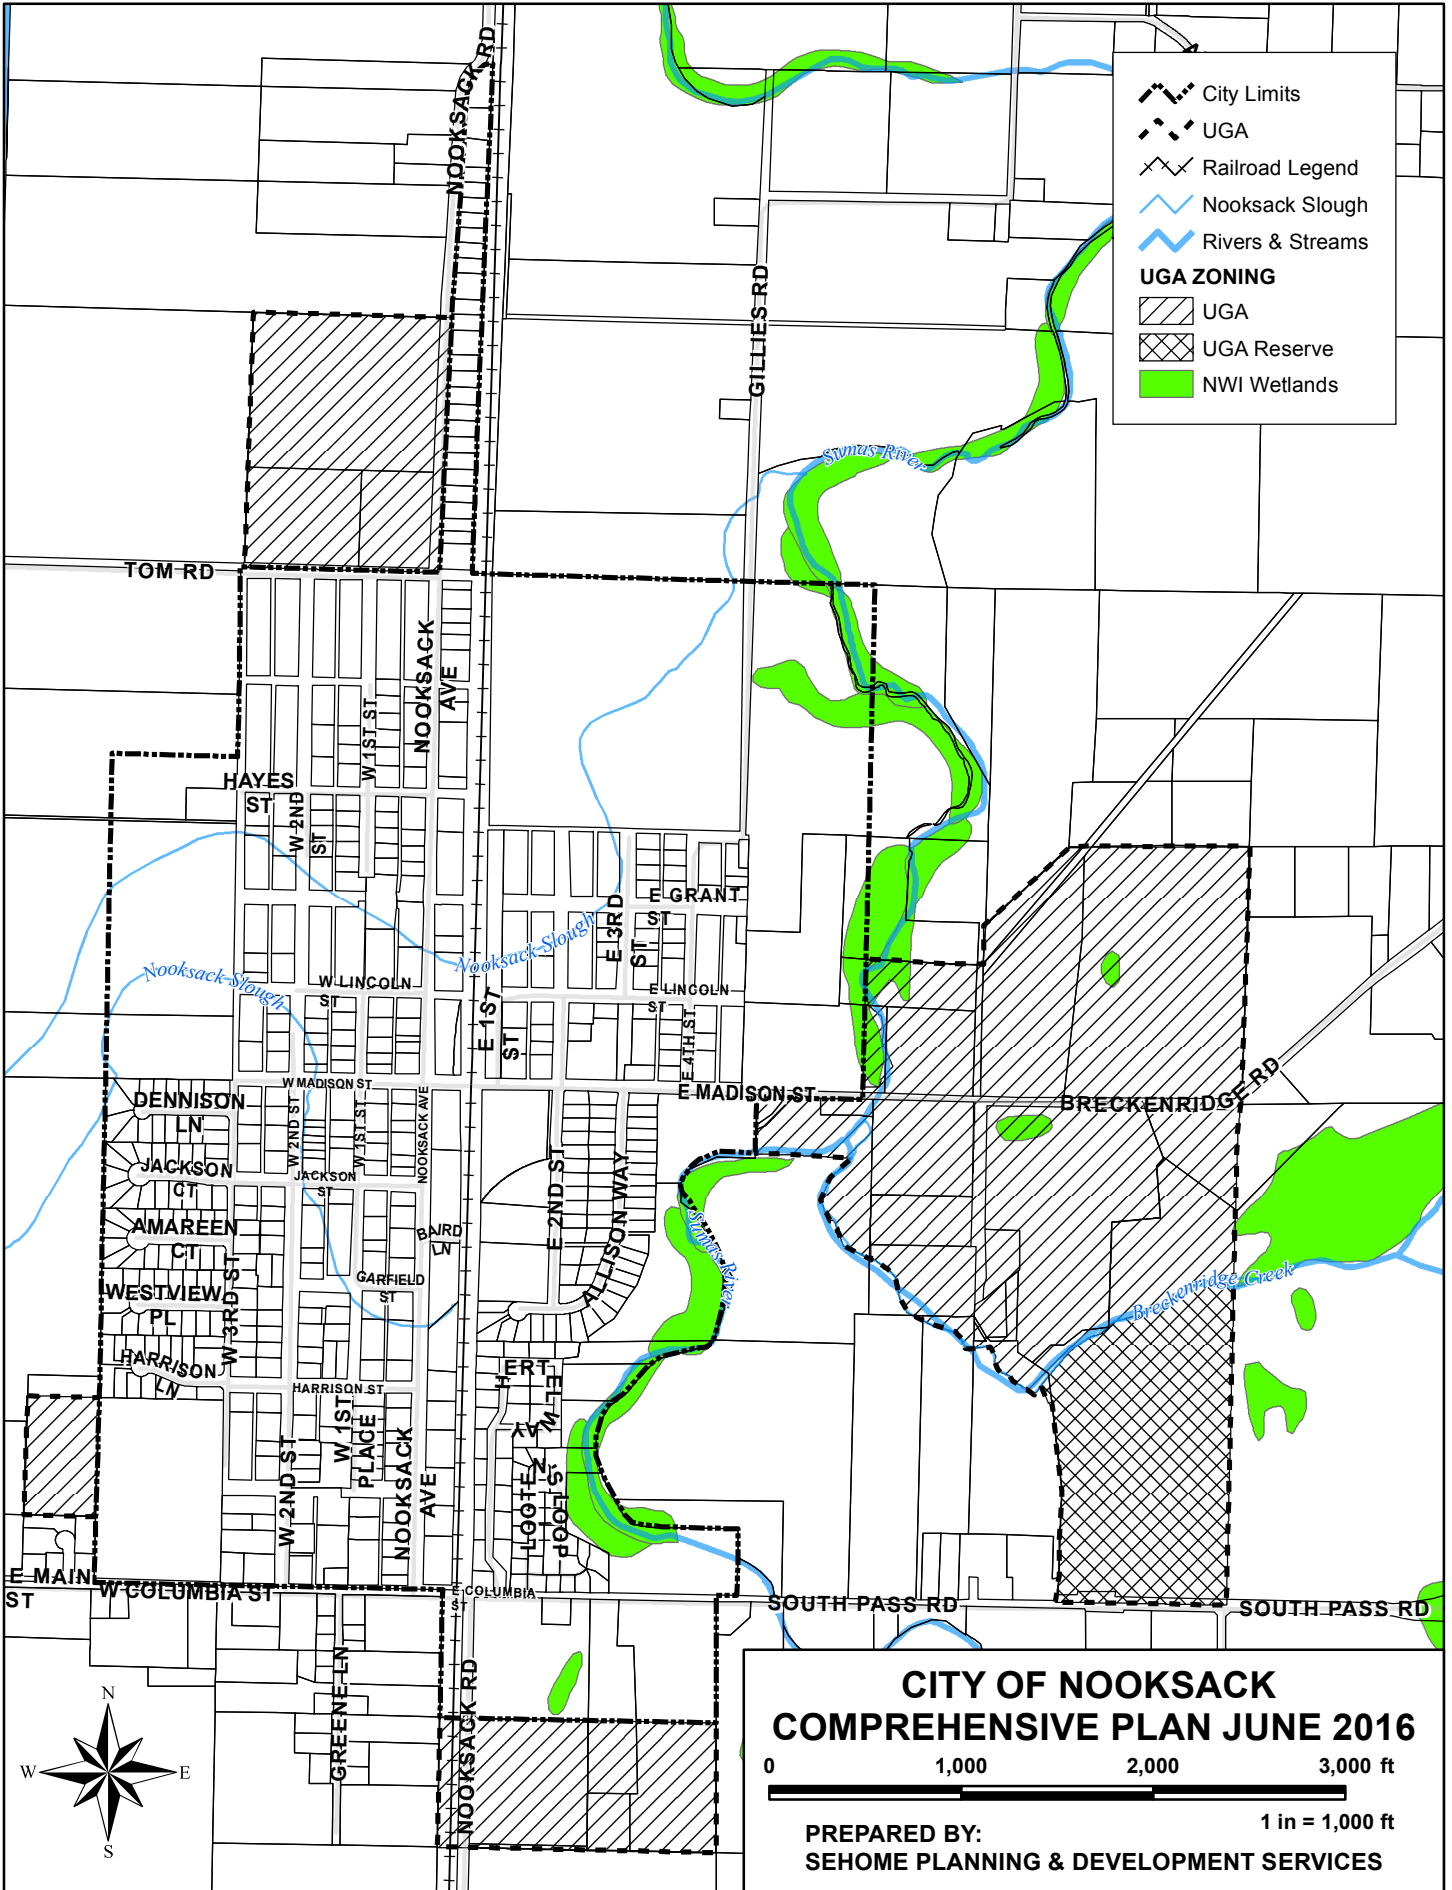 City Limits
UGA
Railroad Legend
Nooksack Slough
Rivers & Streams
UGA ZONING
UGA
UGA Reserve
NWI Wetlands
NOOKSACK RD
GILLIES RD
Sumas River
TOM RD
NOOKSACK
AVE
W 1ST ST
HAYES
ST
W 2ND
ST
E GRANT
ST
E 3RD
ST
Nooksack Slough
Nooksack Slough
W LINCOLN
ST
E LINCOLN
ST
E 1ST
ST
E 4TH ST
W MADISON ST
E MADISON ST
BRECKENRIDGE RD
DENNISON
LN
W 2ND ST
W 1ST ST
NOOKSACK AVE
JACKSON
CT
JACKSON
ST
E 2ND ST
ALLISON WAY
AMAREEN
CT
BAIRD
LN
Sumas River
W 3RD ST
GARFIELD
ST
WESTVIEW
PL
Breckenridge Creek
HARRISON
LN
HARRISON ST
HERTEL WAY
W 1ST
PLACE
W 2ND ST
NOOKSACK
AVE
LOOTENS LOOP
E MAIN
ST
W COLUMBIA ST
E COLUMBIA
ST
SOUTH PASS RD
SOUTH PASS RD
GREENE LN
NOOKSACK RD
N
W
E
S
CITY OF NOOKSACK
COMPREHENSIVE PLAN JUNE 2016
0 1,000 2,000 3,000 ft
1 in = 1,000 ft
PREPARED BY:
SEHOME PLANNING & DEVELOPMENT SERVICES